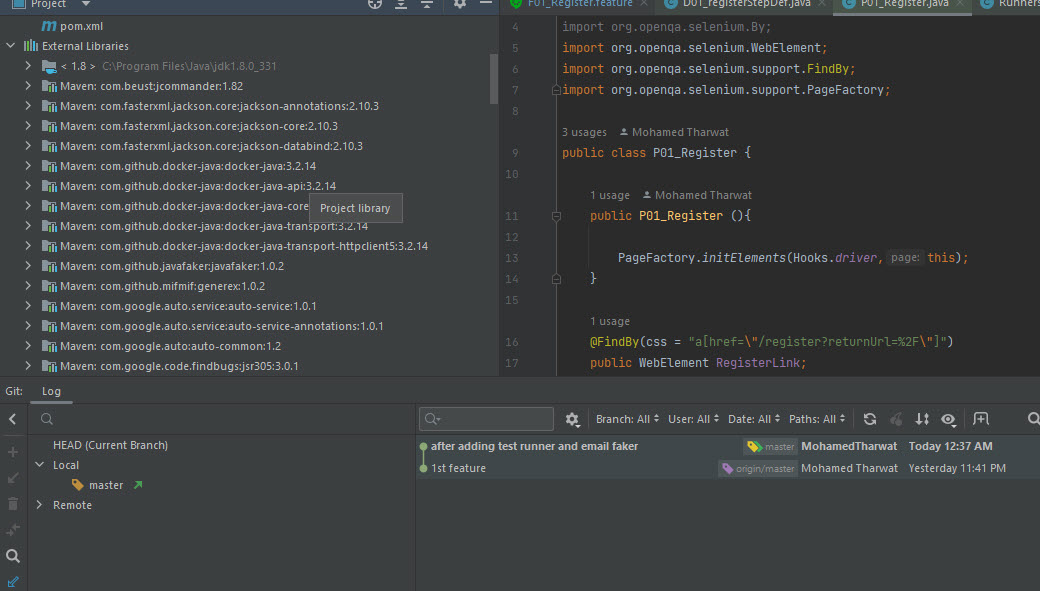 Project
F01_Register.feature
D01_registerStepDef.java
P01_Register.java
Runners
pom.xml
External Libraries
< 1.8 > C:\Program Files\Java\jdk1.8.0_331
Maven: com.beust:jcommander:1.82
Maven: com.fasterxml.jackson.core:jackson-annotations:2.10.3
Maven: com.fasterxml.jackson.core:jackson-core:2.10.3
Maven: com.fasterxml.jackson.core:jackson-databind:2.10.3
Maven: com.github.docker-java:docker-java:3.2.14
Maven: com.github.docker-java:docker-java-api:3.2.14
Maven: com.github.docker-java:docker-java-core
Project library
Maven: com.github.docker-java:docker-java-transport:3.2.14
Maven: com.github.docker-java:docker-java-transport-httpclient5:3.2.14
Maven: com.github.javafaker:javafaker:1.0.2
Maven: com.github.mifmif:generex:1.0.2
Maven: com.google.auto.service:auto-service:1.0.1
Maven: com.google.auto.service:auto-service-annotations:1.0.1
Maven: com.google.auto:auto-common:1.2
Maven: com.google.code.findbugs:jsr305:3.0.1
4 import org.openqa.selenium.By;
5 import org.openqa.selenium.WebElement;
6 import org.openqa.selenium.support.FindBy;
7 import org.openqa.selenium.support.PageFactory;
8
3 usages Mohamed Tharwat
9 public class P01_Register {
10
1 usage Mohamed Tharwat
11 public P01_Register (){
12
13 PageFactory.initElements(Hooks.driver, page: this);
14 }
15
1 usage
16 @FindBy(css = "a[href=\"/register?returnUrl=%2F\"]")
17 public WebElement RegisterLink;
Git: Log
HEAD (Current Branch)
Local
master
Remote
Branch: All User: All Date: All Paths: All
after adding test runner and email faker master MohamedTharwat Today 12:37 AM
1st feature origin/master Mohamed Tharwat Yesterday 11:41 PM